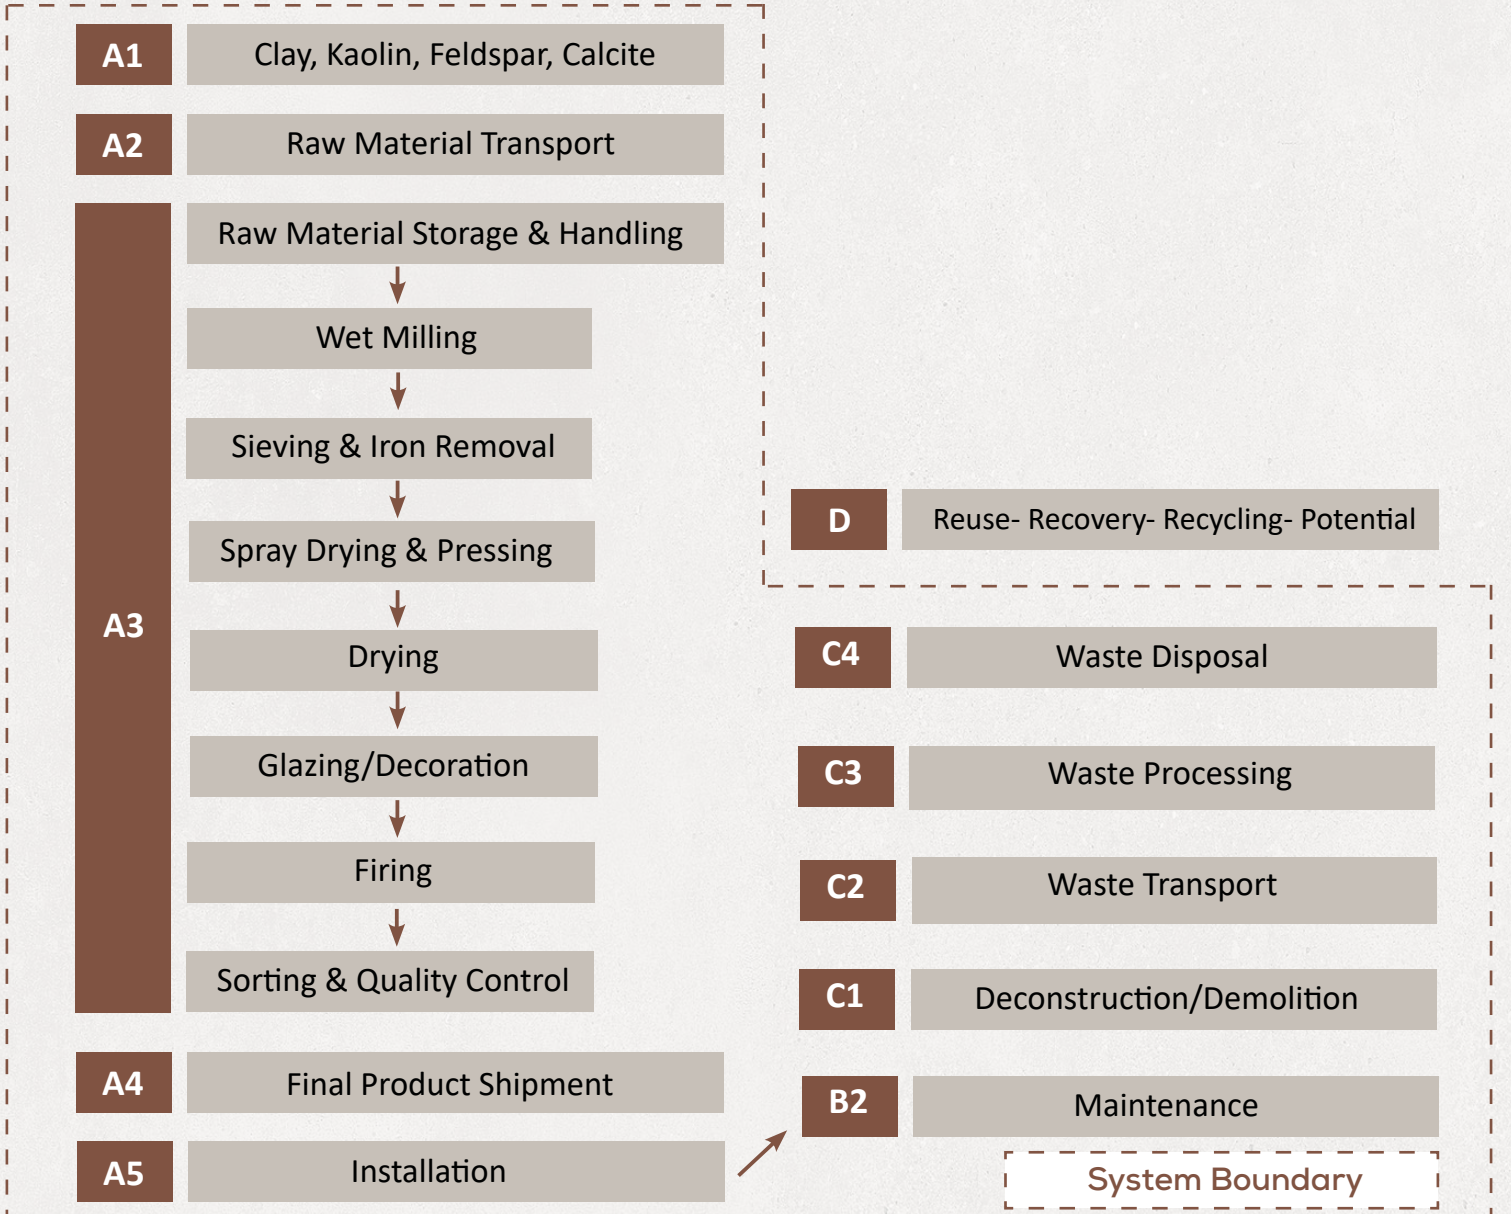 A1
Clay, Kaolin, Feldspar, Calcite
A2
Raw Material Transport
A3
Raw Material Storage & Handling
Wet Milling
Sieving & Iron Removal
Spray Drying & Pressing
Drying
Glazing/Decoration
Firing
Sorting & Quality Control
A4
Final Product Shipment
A5
Installation
D
Reuse- Recovery- Recycling- Potential
C4
Waste Disposal
C3
Waste Processing
C2
Waste Transport
C1
Deconstruction/Demolition
B2
Maintenance
System Boundary